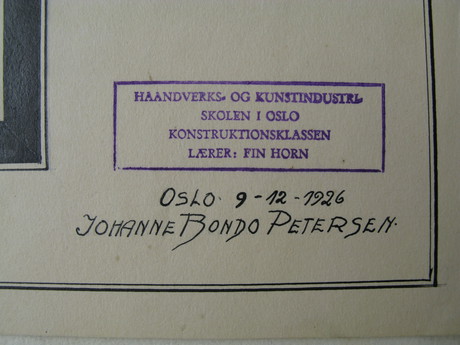 HAANDVERKS- OG KUNSTINDUSTRI-
SKOLEN I OSLO
KONSTRUKTIONSKLASSEN
LÆRER: FIN HORN
OSLO. 9-12-1926
JOHANNE BONDO PETERSEN.